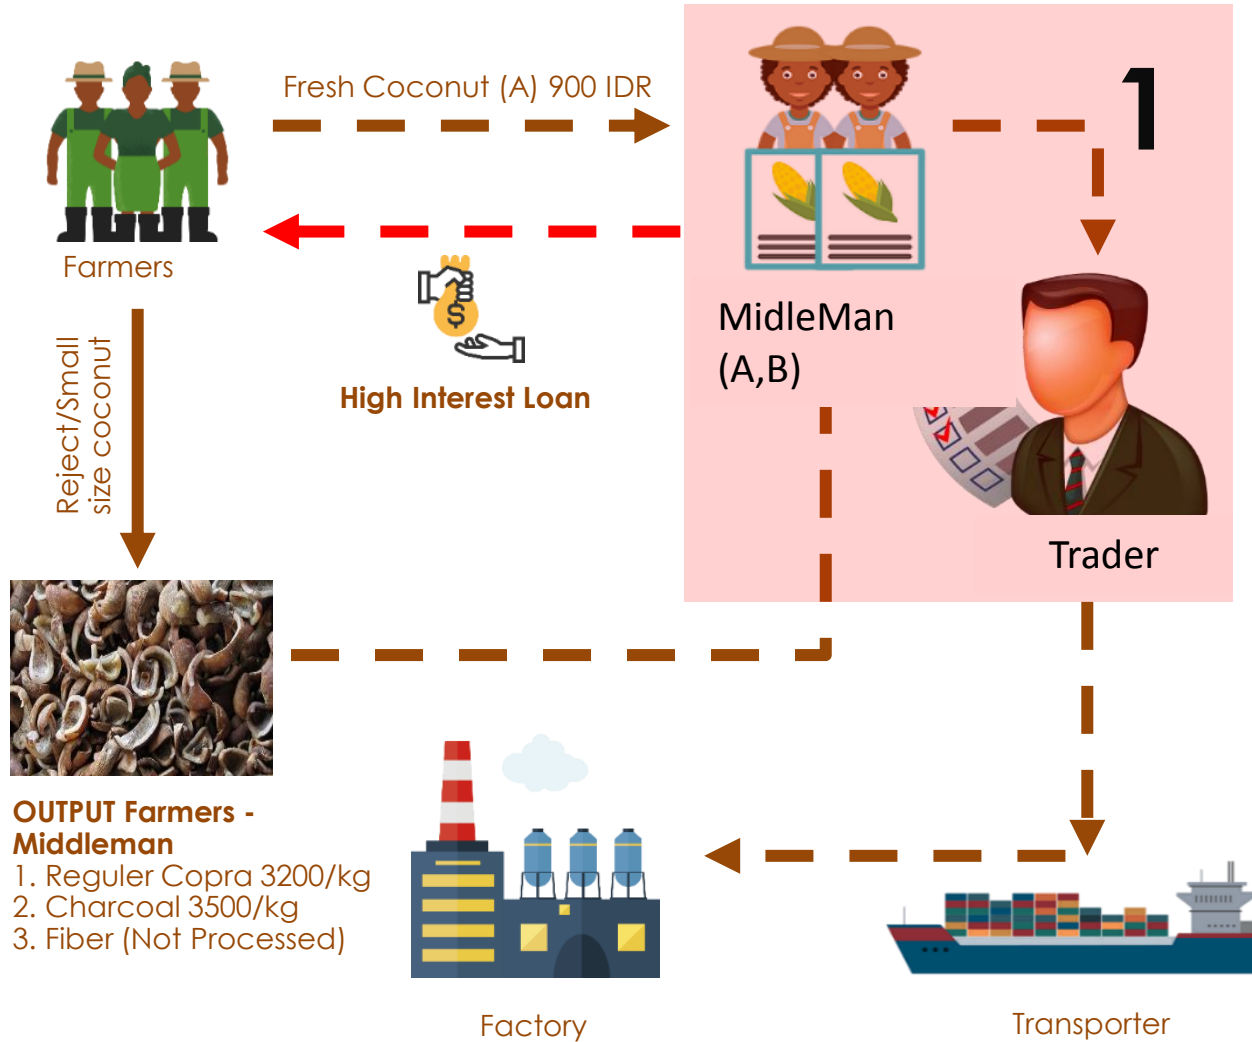 Fresh Coconut (A) 900 IDR
1
Farmers
$
High Interest Loan
MidleMan
(A,B)
Reject/Small
size coconut
Trader
OUTPUT Farmers -
Middleman
1. Reguler Copra 3200/kg
2. Charcoal 3500/kg
3. Fiber (Not Processed)
Factory
Transporter